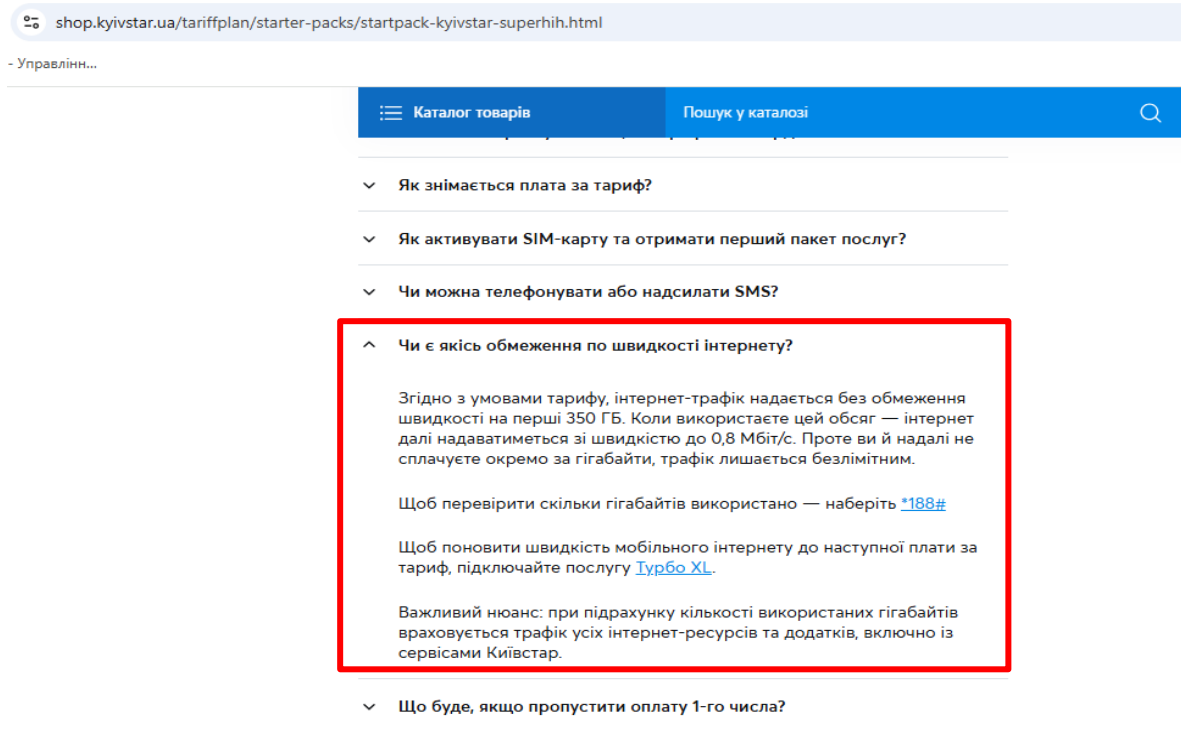 shop.kyivstar.ua/tariffplan/starter-packs/startpack-kyivstar-superhih.html
- Управлінн...
Каталог товарів
Пошук у каталозі
Як знімається плата за тариф?
Як активувати SIM-карту та отримати перший пакет послуг?
Чи можна телефонувати або надсилати SMS?
Чи є якісь обмеження по швидкості інтернету?
Згідно з умовами тарифу, інтернет-трафік надається без обмеження
швидкості на перші 350 ГБ. Коли використаєте цей обсяг — інтернет
далі надаватиметься зі швидкістю до 0,8 Мбіт/с. Проте ви й надалі не
сплачуєте окремо за гігабайти, трафік лишається безлімітним.
Щоб перевірити скільки гігабайтів використано — наберіть *188#
Щоб поновити швидкість мобільного інтернету до наступної плати за
тариф, підключайте послугу Турбо XL.
Важливий нюанс: при підрахунку кількості використаних гігабайтів
враховується трафік усіх інтернет-ресурсів та додатків, включно із
сервісами Київстар.
Що буде, якщо пропустити оплату 1-го числа?